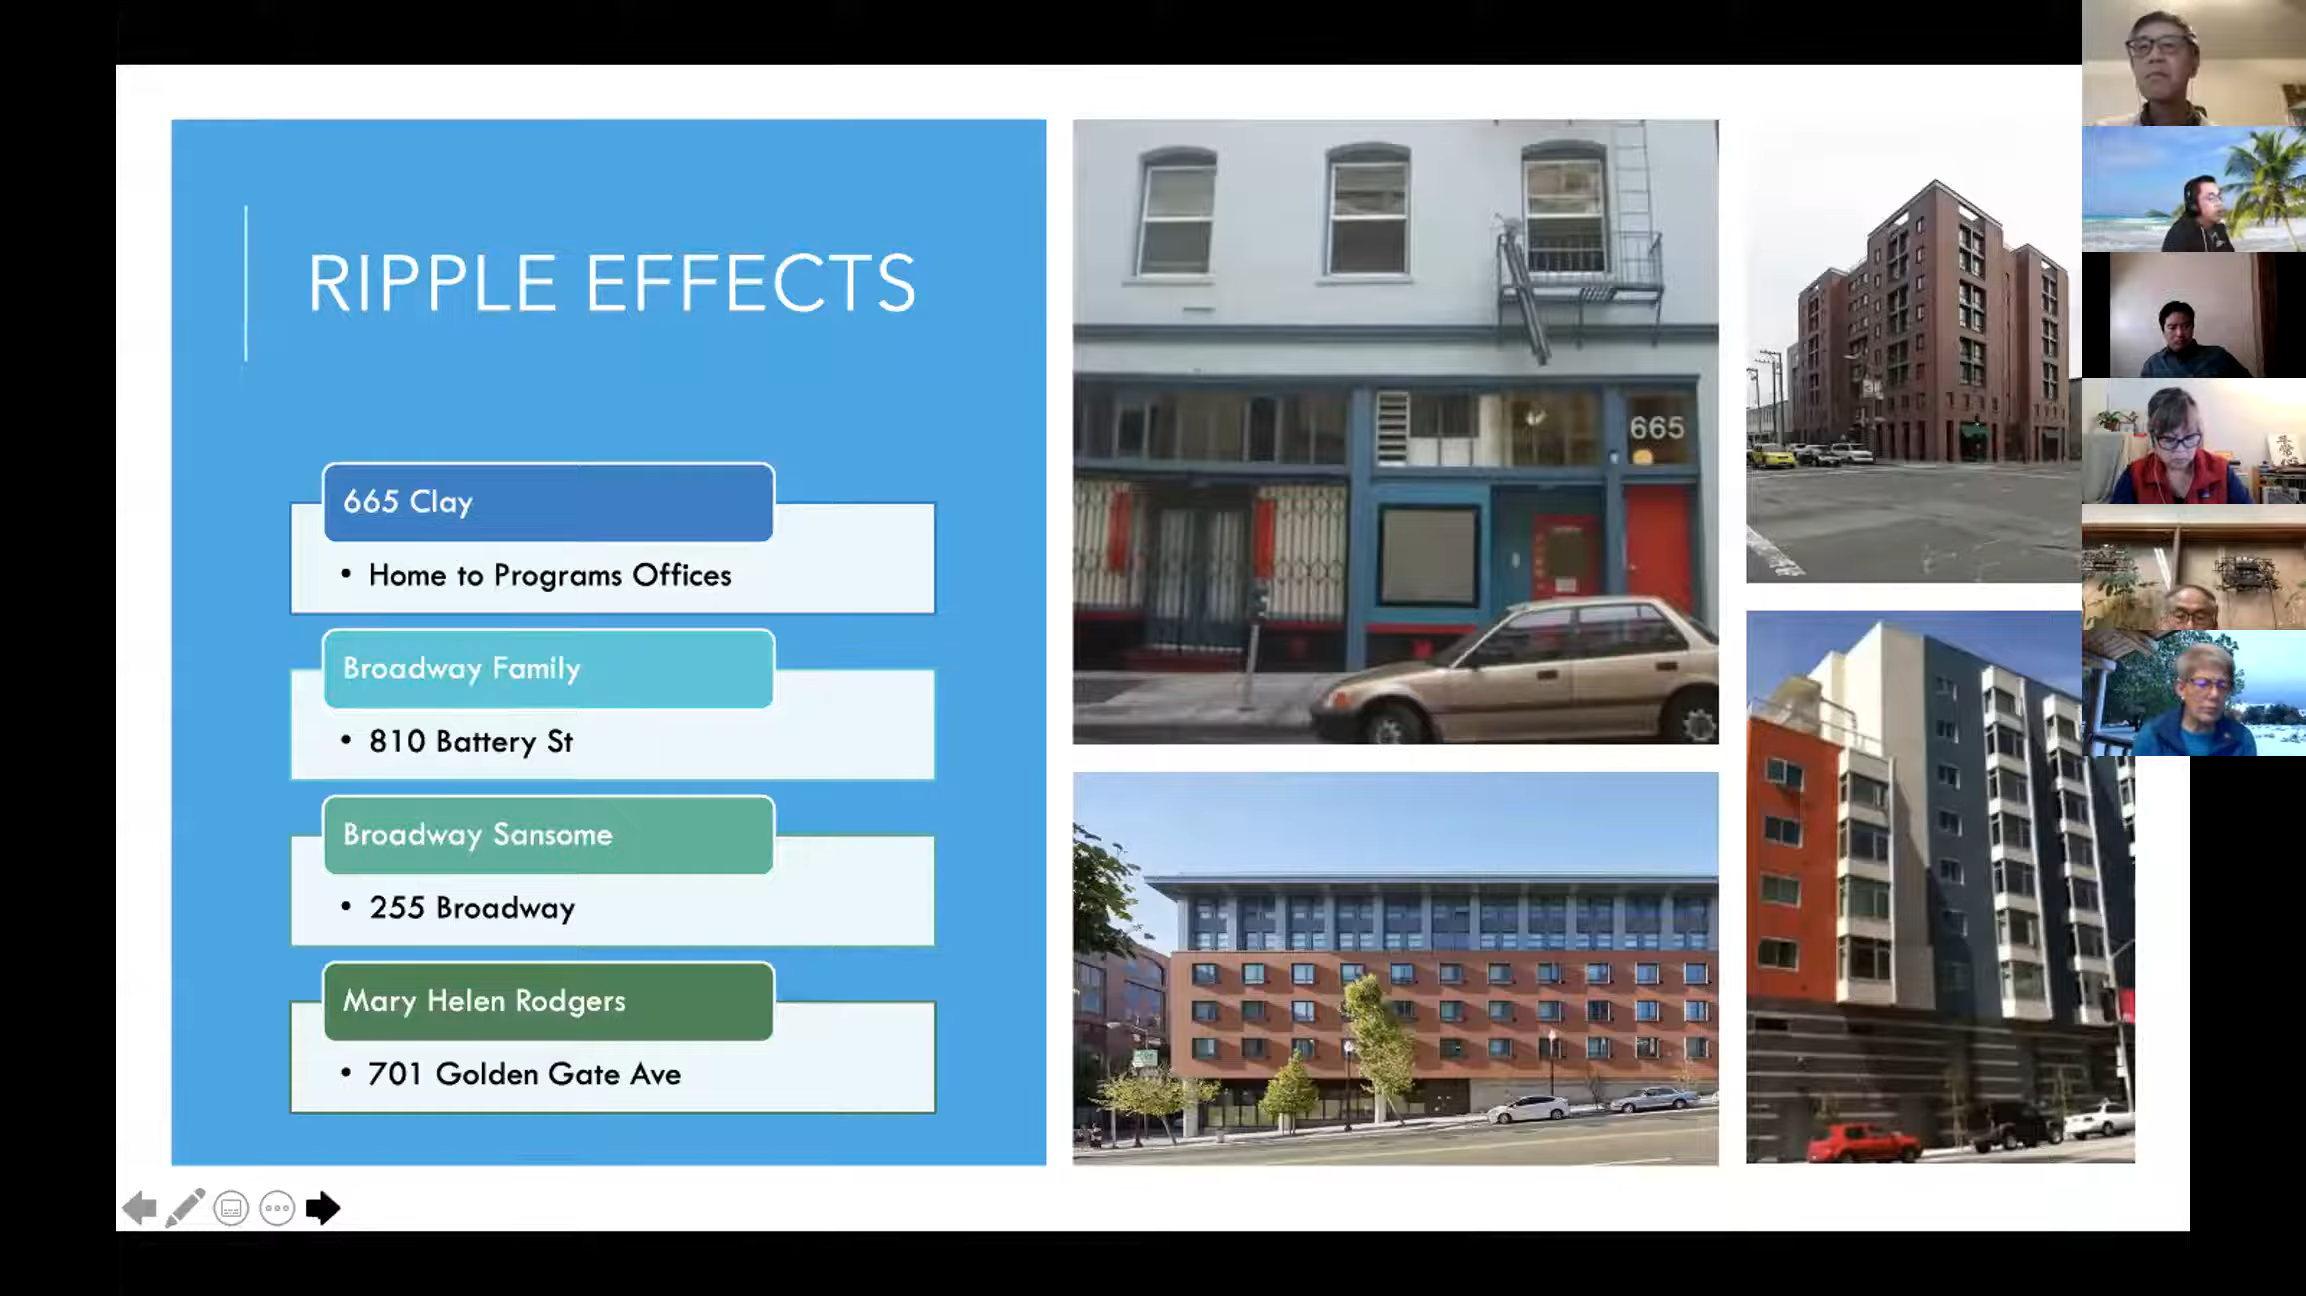 RIPPLE EFFECTS
665 Clay
• Home to Programs Offices
Broadway Family
• 810 Battery St
Broadway Sansome
• 255 Broadway
Mary Helen Rodgers
• 701 Golden Gate Ave
665